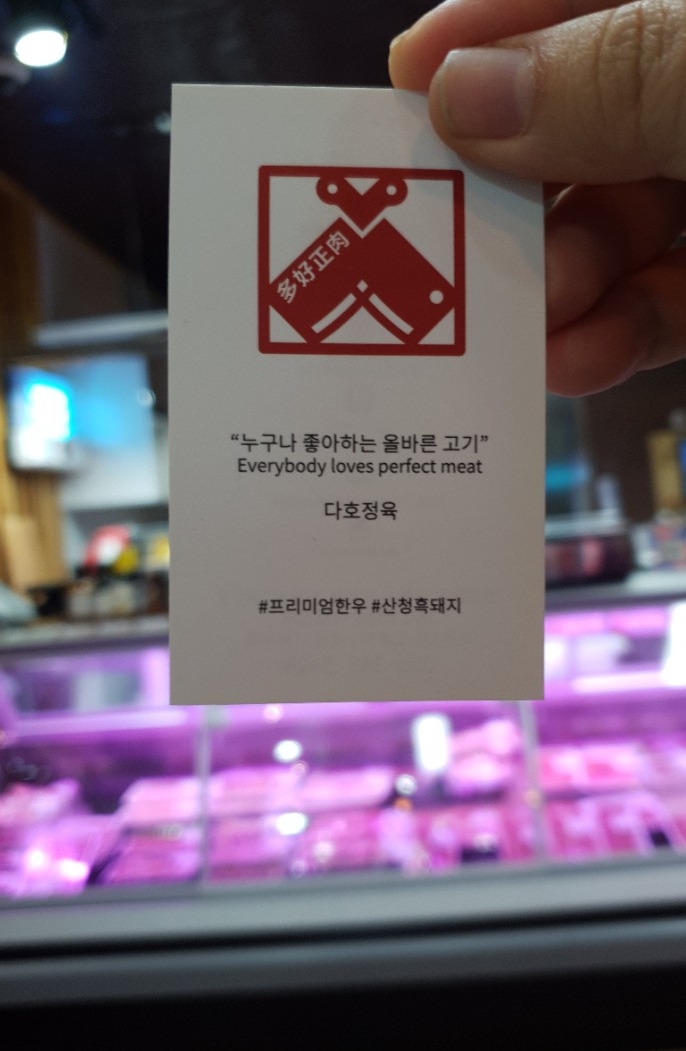 多好正肉
“누구나 좋아하는 올바른 고기”
Everybody loves perfect meat
다호정육
#프리미엄한우 #산청흑돼지